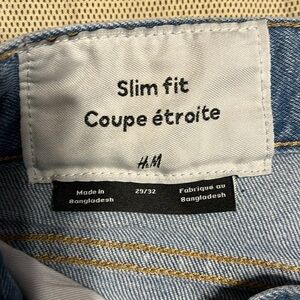 Slim fit
Coupe étroite
H&M
Made in
Bangladesh
29/32
Fabriqué au
Bangladesh